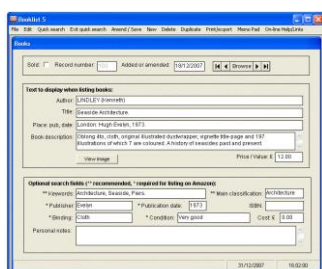 Booklist 5
File Edit Quick search Exit quick search Amend / Save New Delete Duplicate Print/export Memo Pad On-line Help/Links
Books
Sold: Record number: Added or amended: 19/12/2007 Browse
Text to display when listing books:
Author: LINDLEY (Kenneth)
Title: Seaside Architecture.
Place: pub, date: London: Hugh Evelyn, 1973.
Book description: Oblong 4to, cloth, original illustrated dustwrapper, vignette title-page and 197
illustrations of which 7 are coloured. A history of seasides past and present.
View image Price / Value: £ 12.00
Optional search fields (** recommended, * required for listing on Amazon):
** Keywords: Architecture, Seaside, Piers. ** Main classification: Architecture
* Publisher: Evelyn * Publication date: 1973 ISBN:
* Binding: Cloth * Condition: Very good Cost: £ 0.00
Personal notes:
31/12/2007 16:02:00